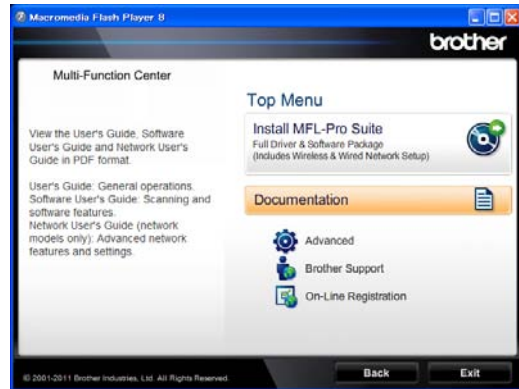 Macromedia Flash Player 8
brother
Multi-Function Center
Top Menu
View the User's Guide, Software
User's Guide and Network User's
Guide in PDF format.
User's Guide: General operations.
Software User's Guide: Scanning and
software features.
Network User's Guide (network
models only): Advanced network
features and settings.
Install MFL-Pro Suite
Full Driver & Software Package
(Includes Wireless & Wired Network Setup)
Documentation
Advanced
Brother Support
On-Line Registration
© 2001-2011 Brother Industries, Ltd. All Rights Reserved.
Back
Exit